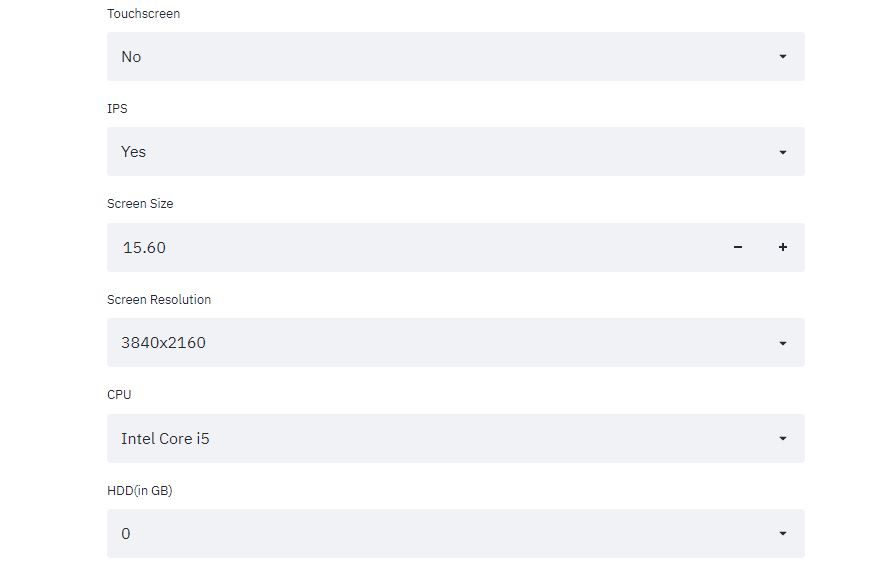 Touchscreen
No
IPS
Yes
Screen Size
15.60
Screen Resolution
3840x2160
CPU
Intel Core i5
HDD(in GB)
0